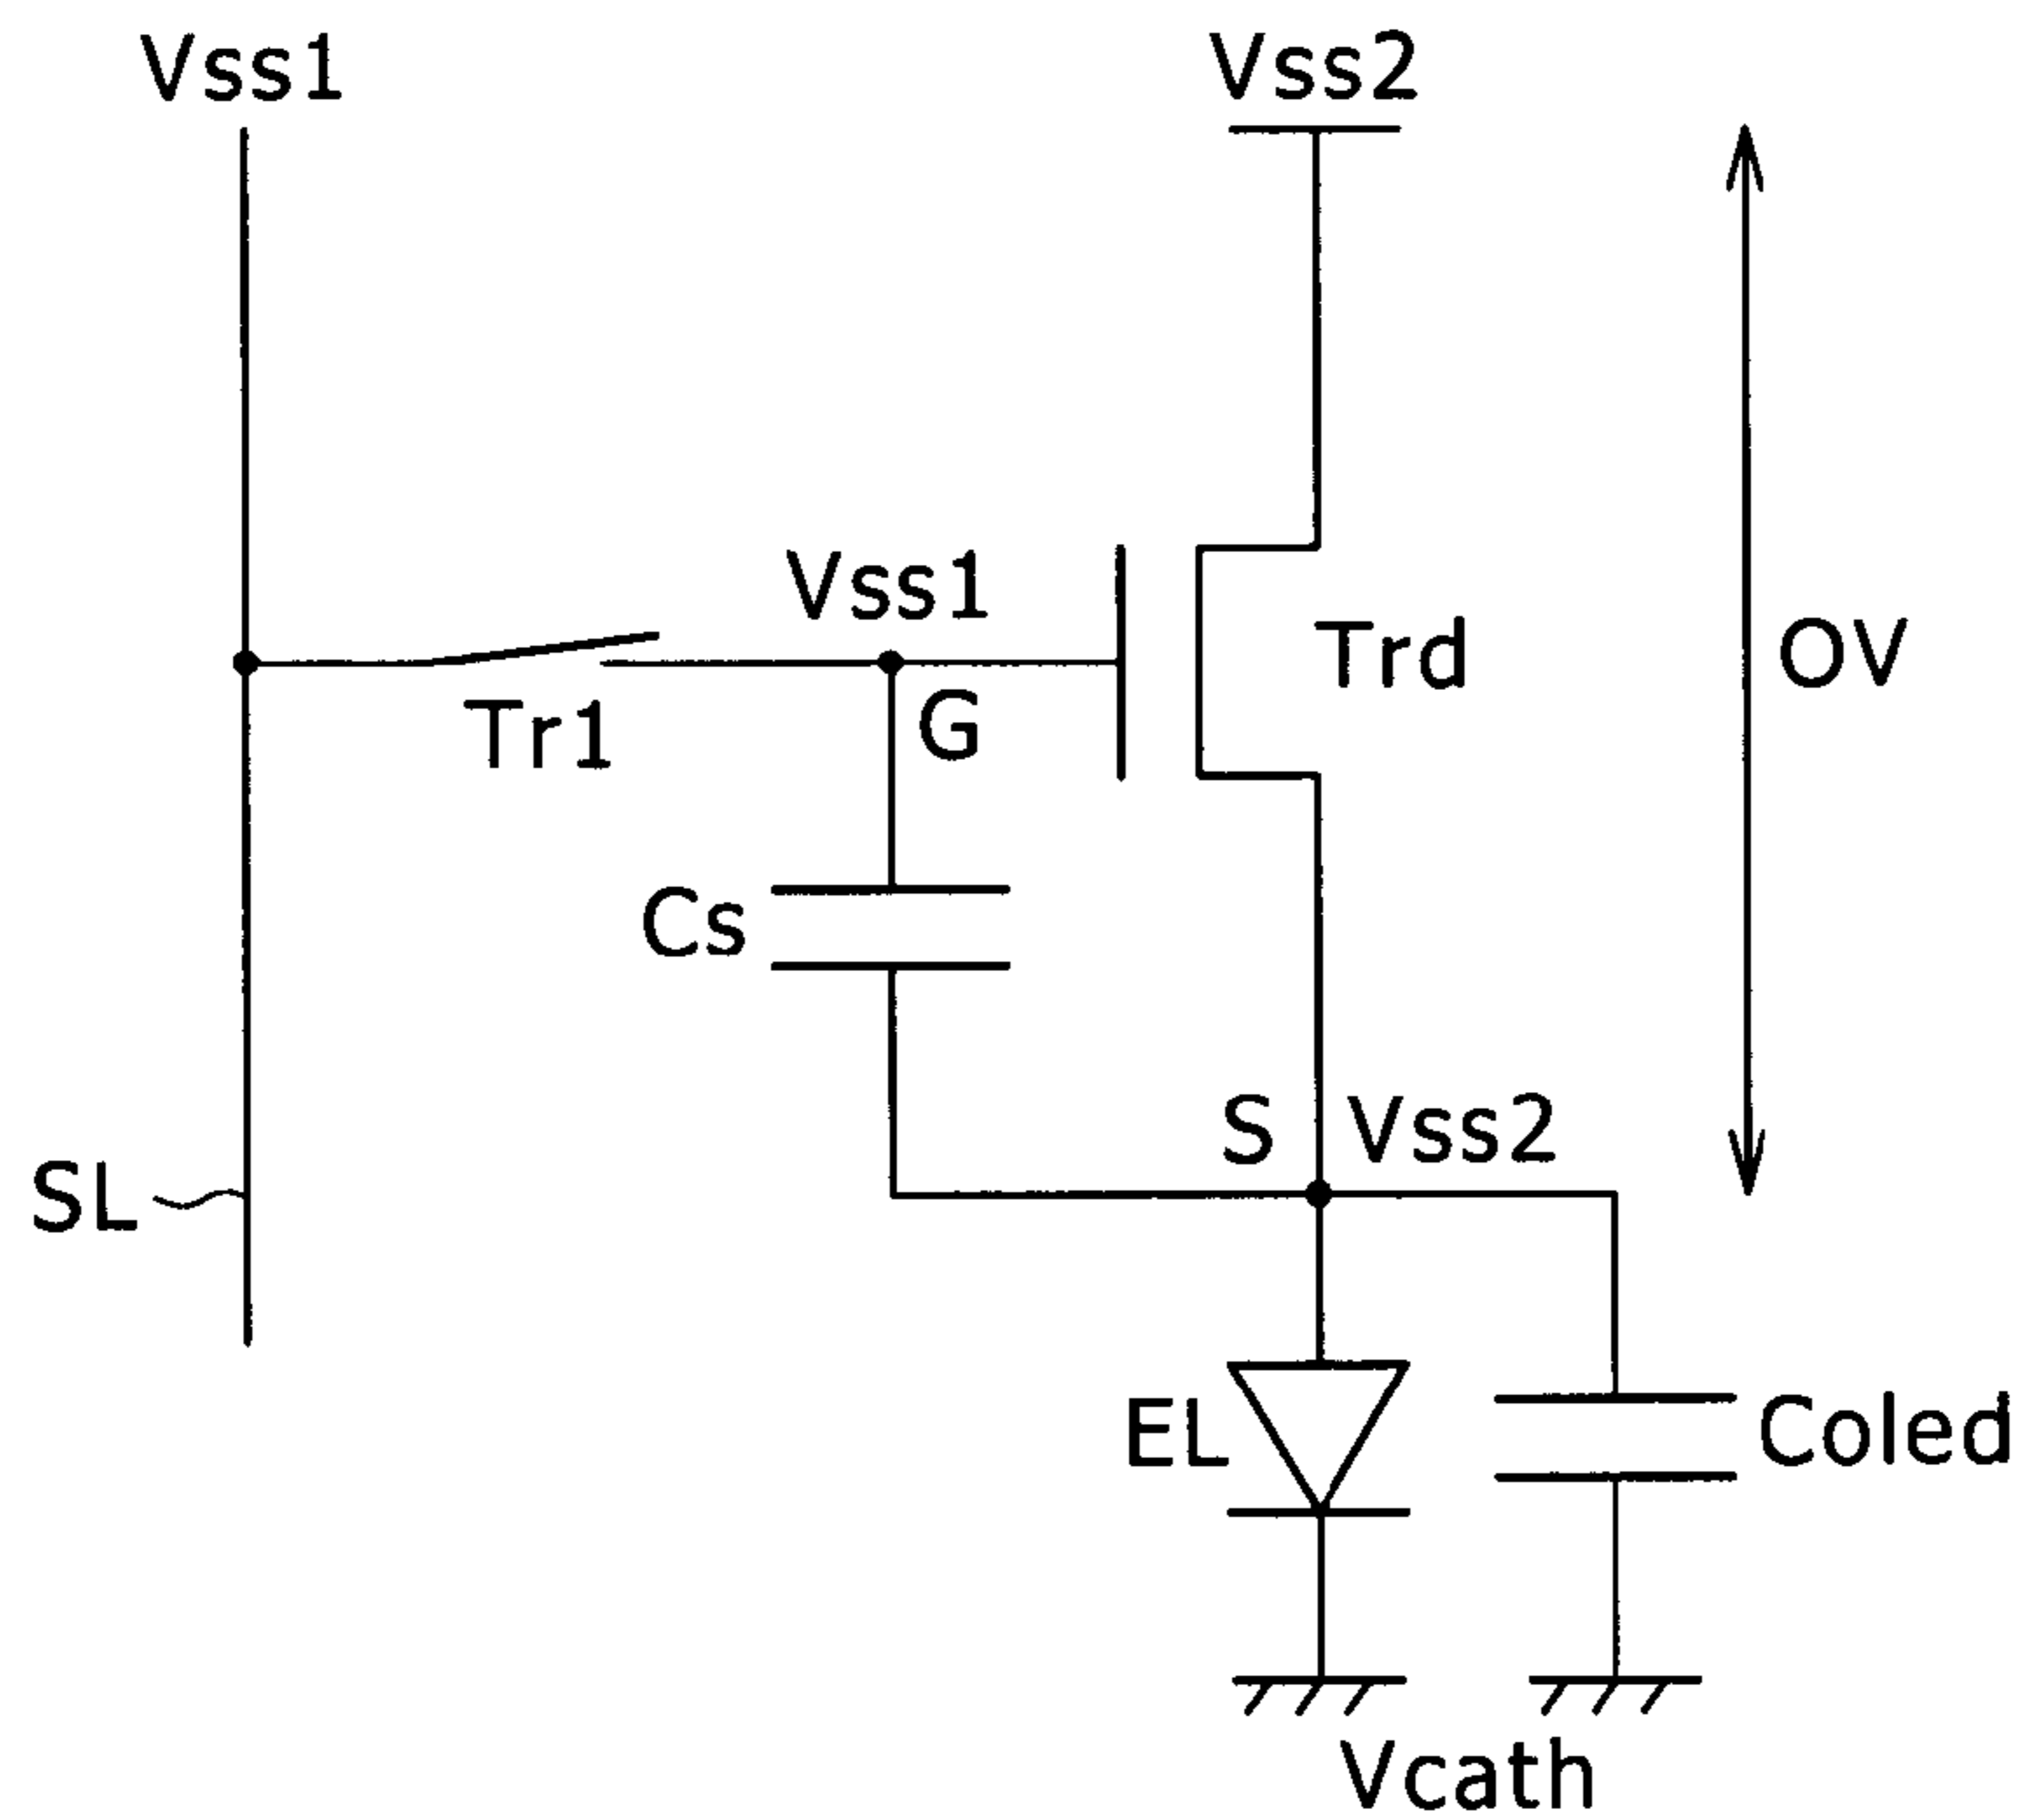 Vss1
Vss2
Vss1
Trd
OV
Tr1
G
Cs
S
Vss2
SL
EL
Coled
Vcath